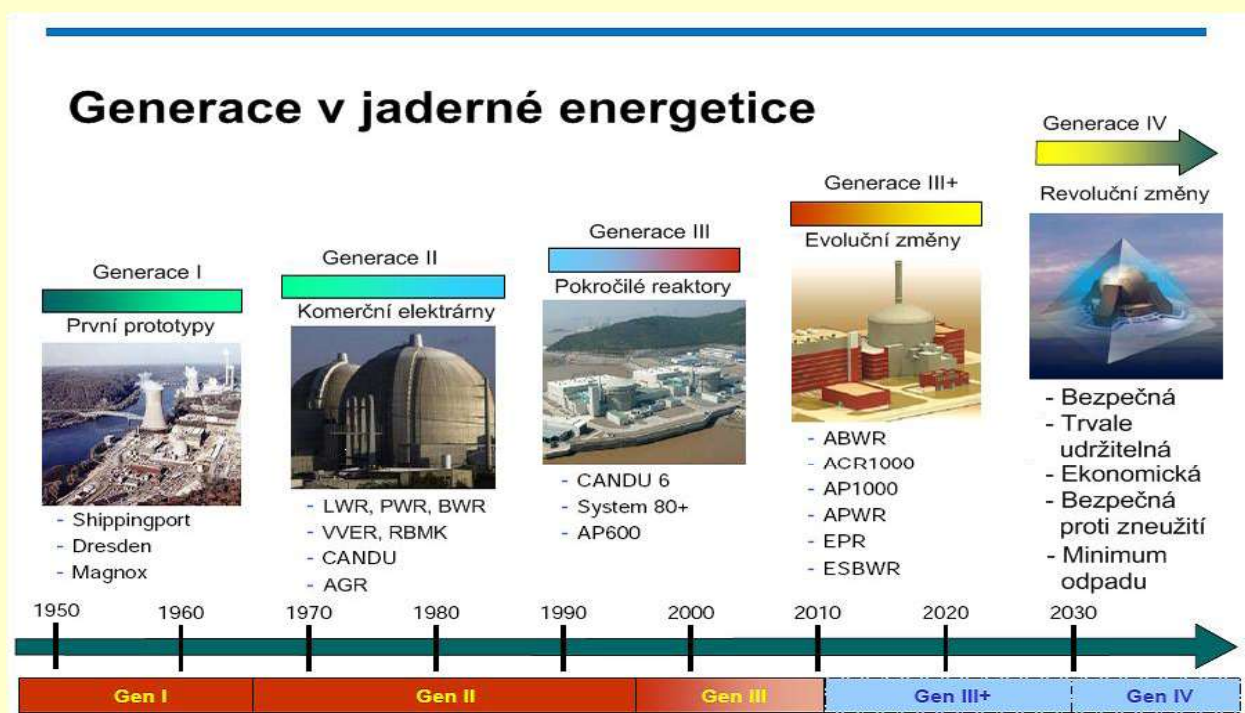 Generace v jaderné energetice
Generace I
První prototypy
- Shippingport
- Dresden
- Magnox
Generace II
Komerční elektrárny
- LWR, PWR, BWR
- VVER, RBMK
- CANDU
- AGR
Generace III
Pokročilé reaktory
- CANDU 6
- System 80+
- AP600
Generace III+
Evoluční změny
- ABWR
- ACR1000
- AP1000
- APWR
- EPR
- ESBWR
Generace IV
Revoluční změny
- Bezpečná
- Trvale
udržitelná
- Ekonomická
- Bezpečná
proti zneužití
- Minimum
odpadu
1950 1960 1970 1980 1990 2000 2010 2020 2030
Gen I Gen II Gen III Gen III+ Gen IV